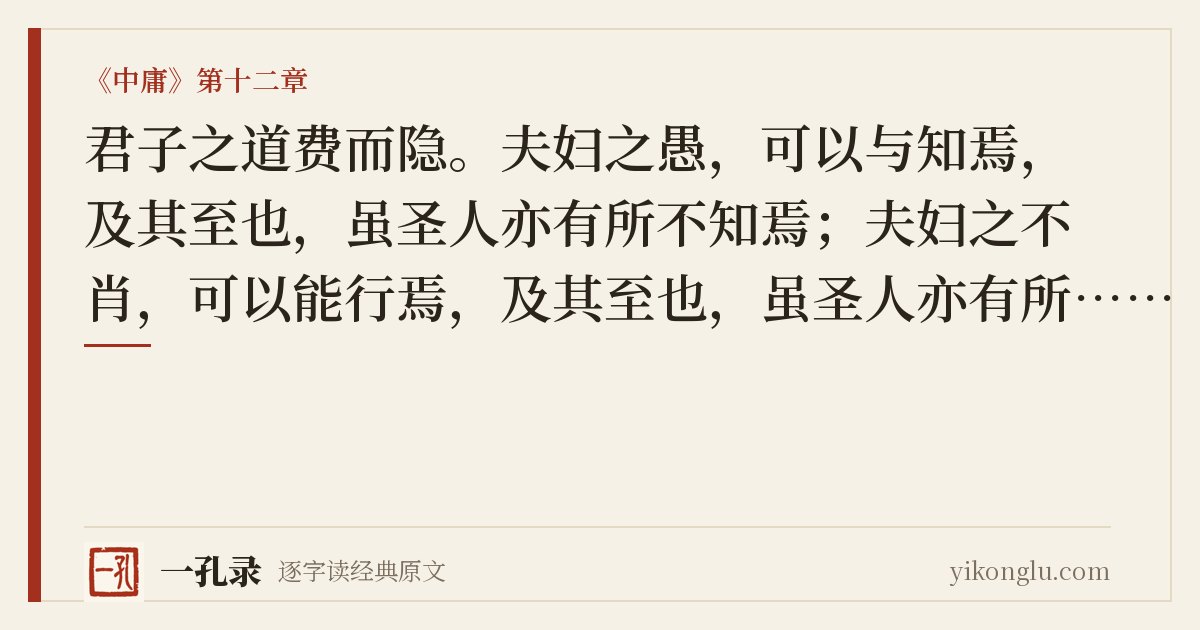 《中庸》第十二章
君子之道费而隐。夫妇之愚，可以与知焉，
及其至也，虽圣人亦有所不知焉；夫妇之不
肖，可以能行焉，及其至也，虽圣人亦有所……
一孔
一孔录 逐字读经典原文 yikonglu.com